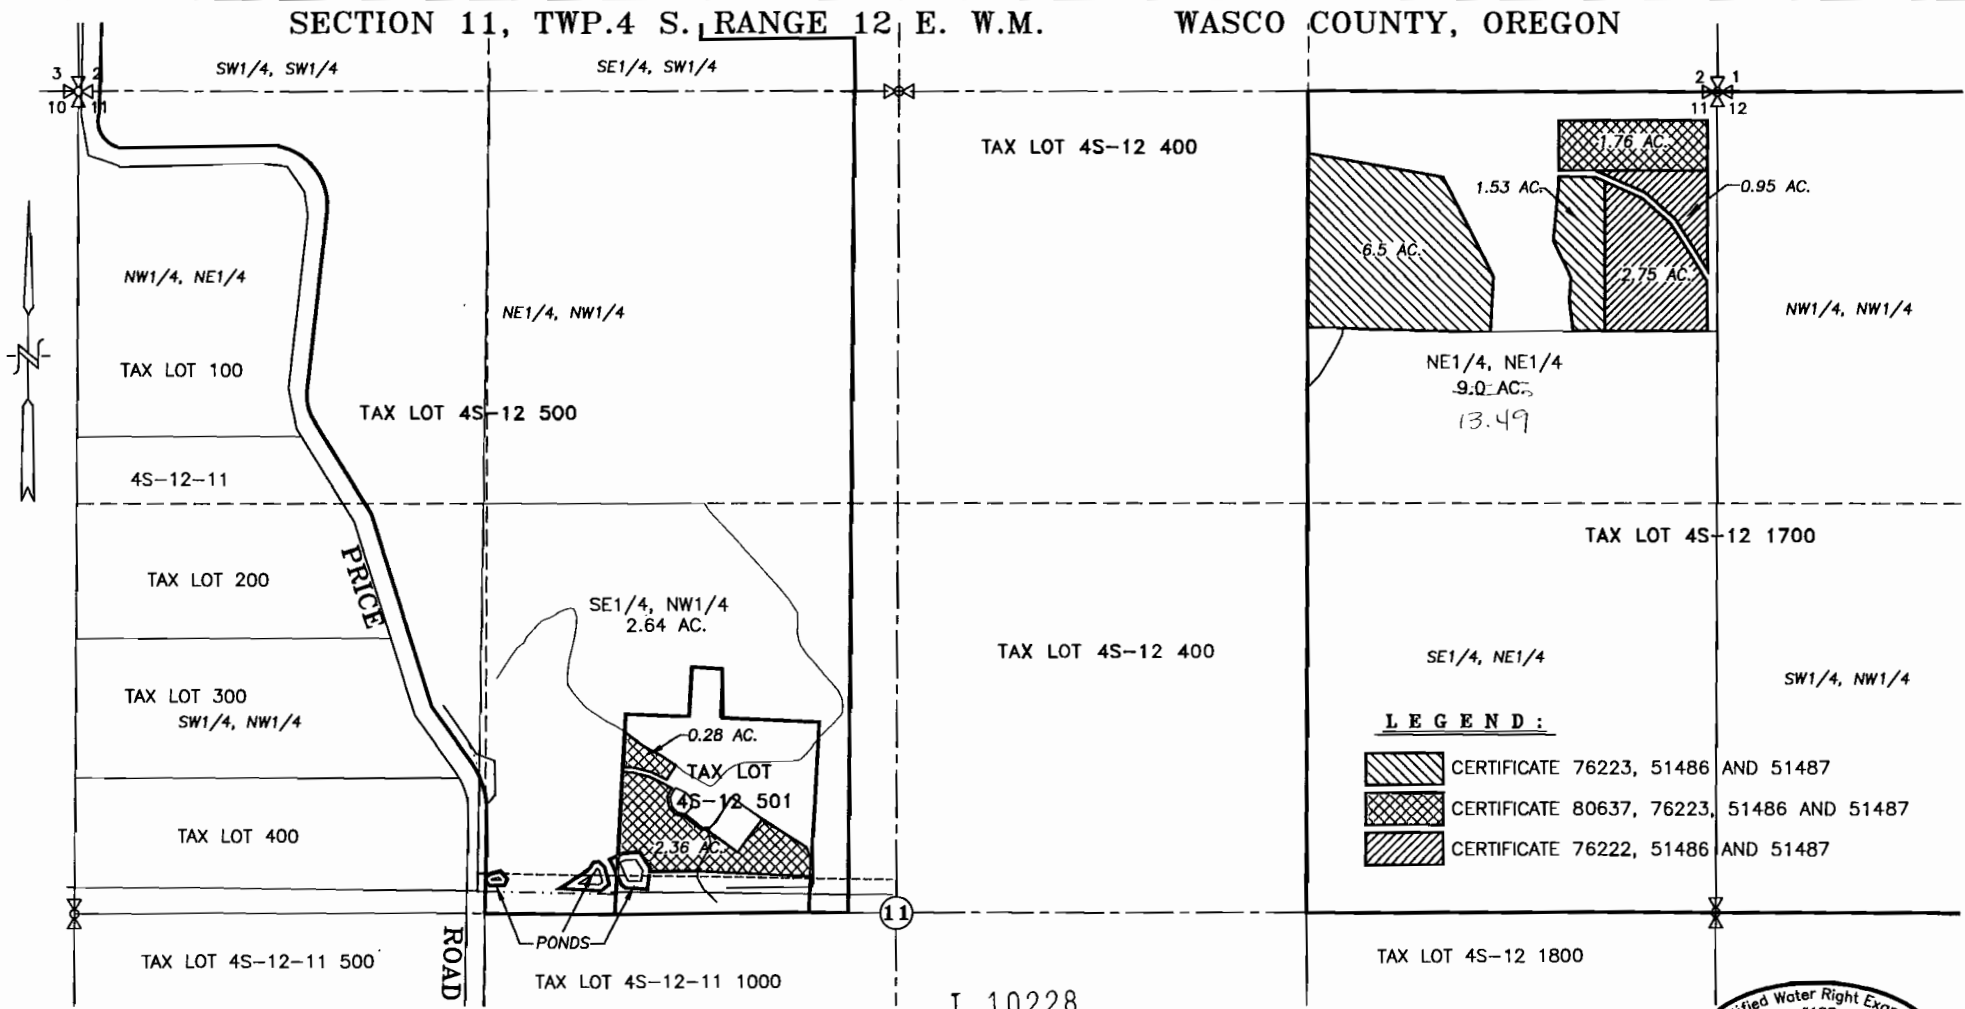 SECTION 11, TWP.4 S. RANGE 12 E. W.M. WASCO COUNTY, OREGON
SW1/4, SW1/4
SE1/4, SW1/4
3 2
10 11
2 1
11 12
TAX LOT 4S-12 400
1.76 AC.
1.53 AC.
0.95 AC.
6.5 AC.
2.75 AC.
NW1/4, NE1/4
NE1/4, NW1/4
NW1/4, NW1/4
TAX LOT 100
NE1/4, NE1/4
9.0 AC.
13.49
TAX LOT 4S-12 500
4S-12-11
TAX LOT 4S-12 1700
PRICE
TAX LOT 200
SE1/4, NW1/4
2.64 AC.
TAX LOT 4S-12 400
SE1/4, NE1/4
SW1/4, NW1/4
TAX LOT 300
SW1/4, NW1/4
0.28 AC.
TAX LOT
4S-12 501
2.36 AC.
LEGEND:
CERTIFICATE 76223, 51486 AND 51487
CERTIFICATE 80637, 76223, 51486 AND 51487
CERTIFICATE 76222, 51486 AND 51487
TAX LOT 400
11
PONDS
ROAD
TAX LOT 4S-12-11 500
TAX LOT 4S-12-11 1000
TAX LOT 4S-12 1800
10228
Water Right